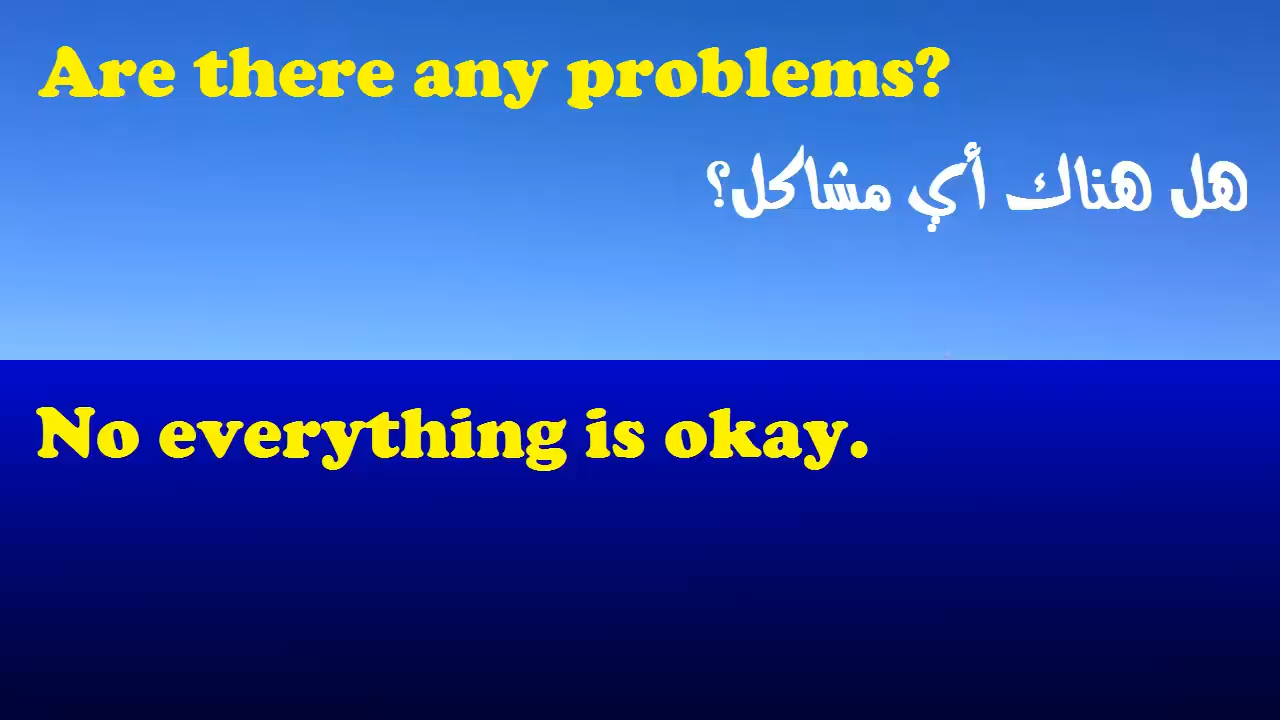 Are there any problems?
هل هناك أي مشاكل؟
No everything is okay.